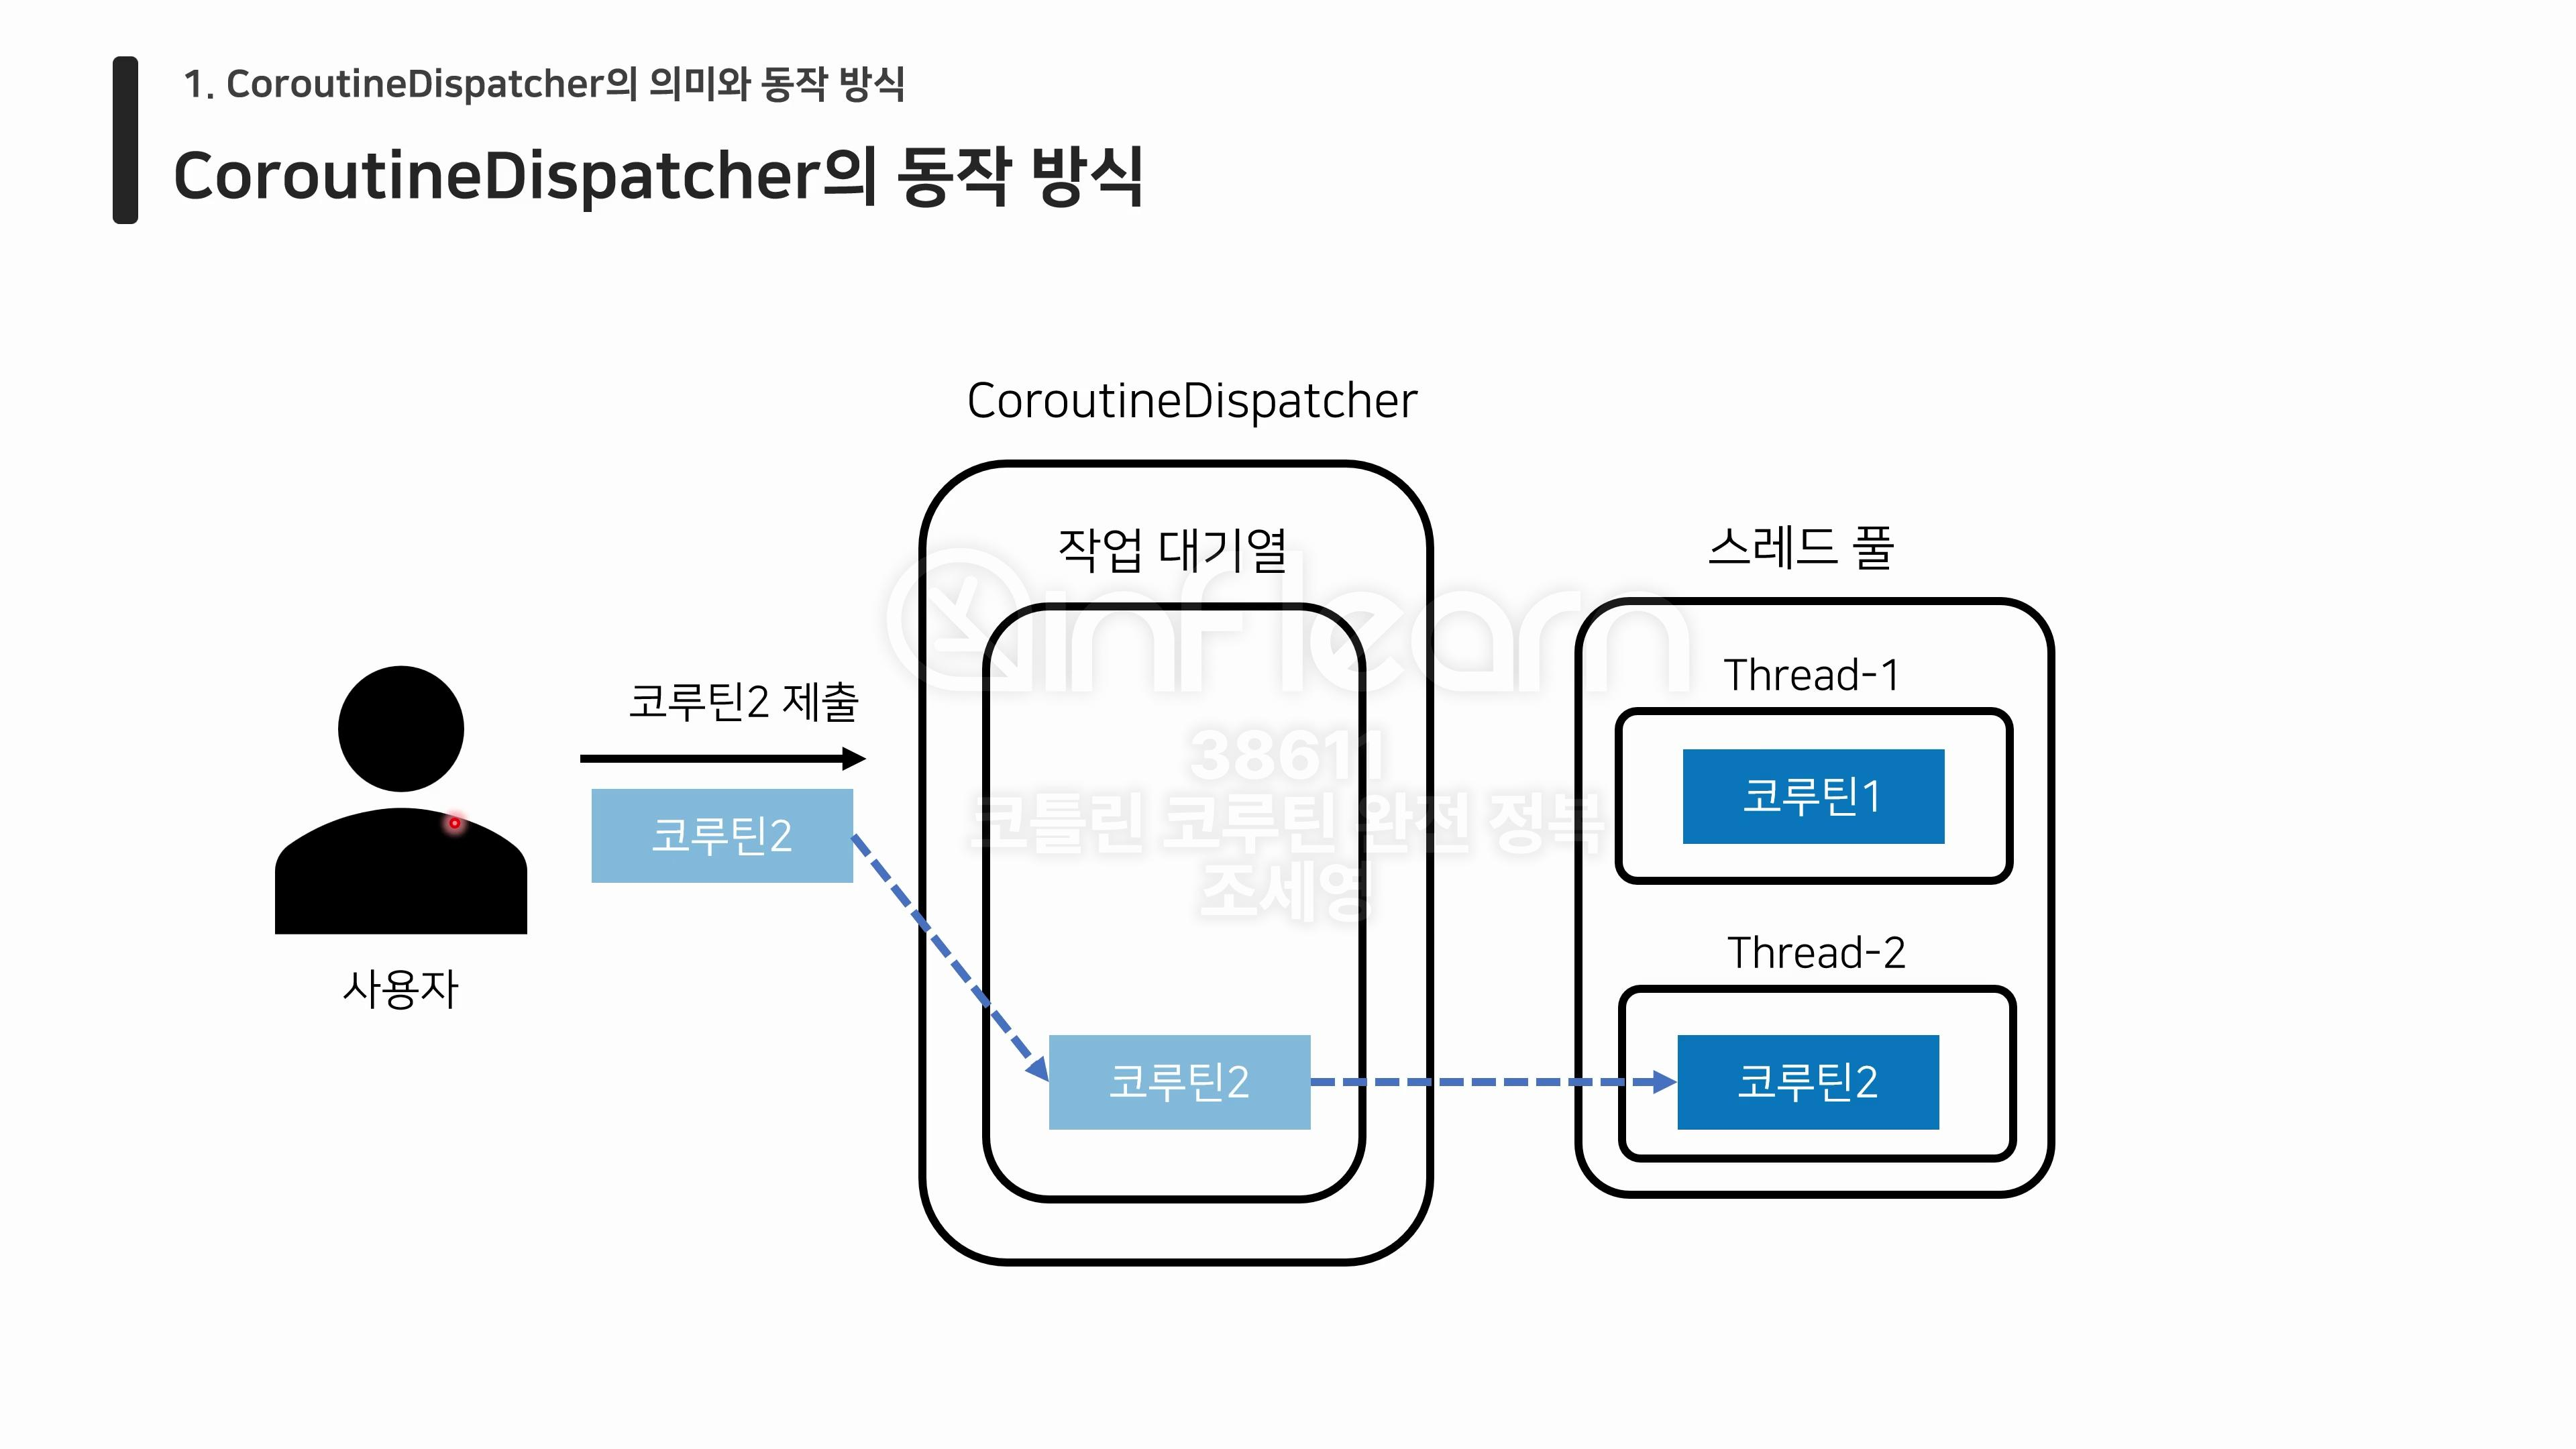 1. CoroutineDispatcher의 의미와 동작 방식
CoroutineDispatcher의 동작 방식
CoroutineDispatcher
작업 대기열
스레드 풀
inflearn
Thread-1
코루틴2 제출
38611
코루틴1
코루틴2
코틀린 코루틴 완전 정복
조세영
Thread-2
사용자
코루틴2
코루틴2